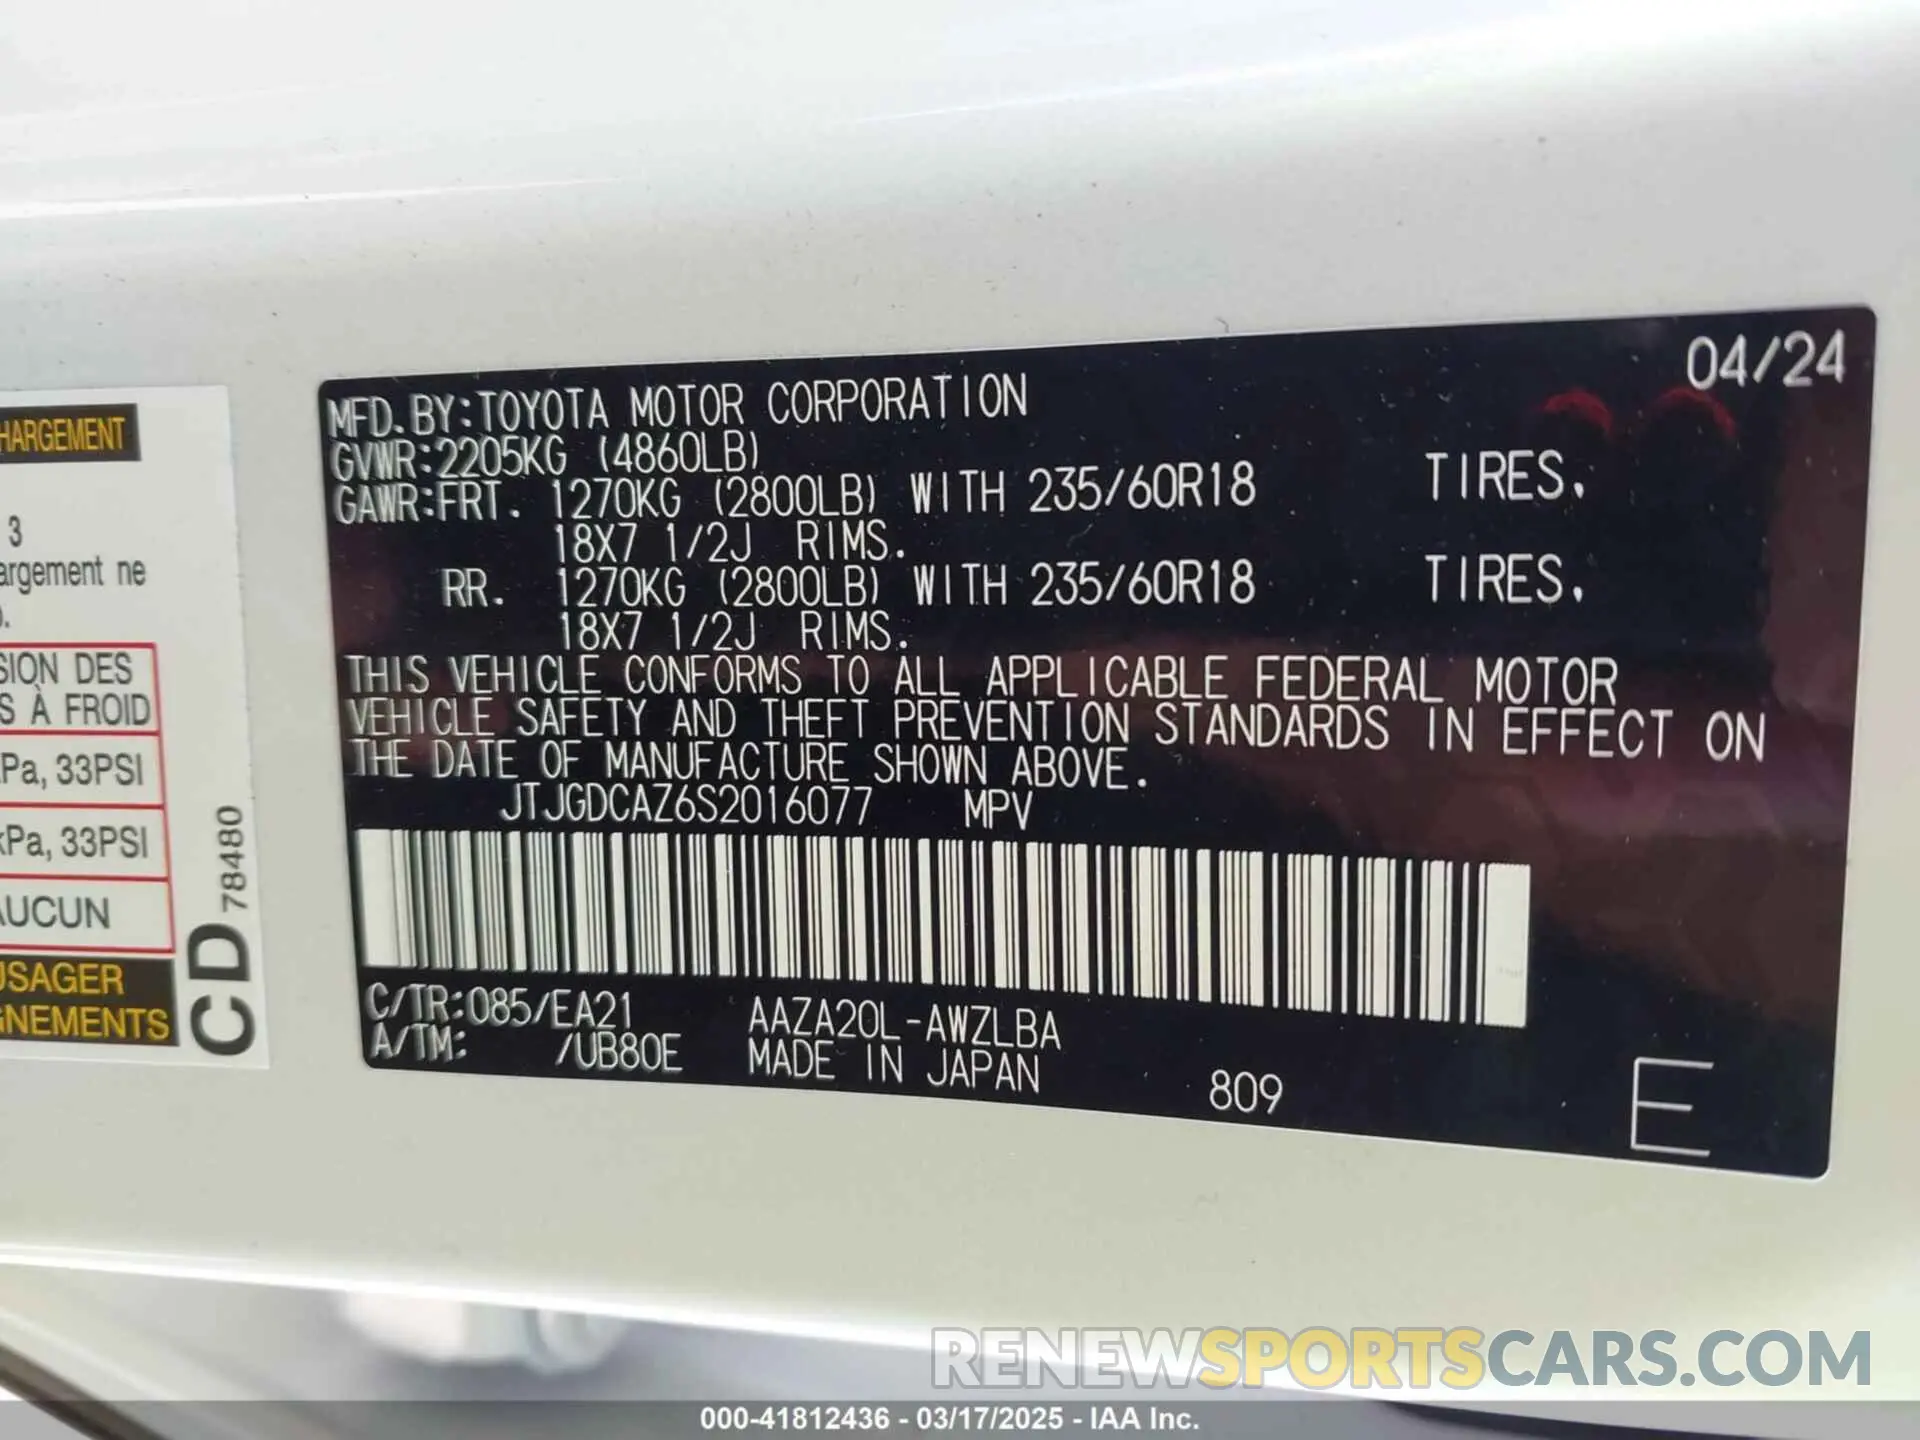 HARGEMENT
3
argement ne
SION DES
S À FROID
Pa, 33PSI
kPa, 33PSI
AUCUN
USAGER
GNEMENTS
CD 78480
04/24
MFD. BY: TOYOTA MOTOR CORPORATION
GVWR: 2205KG (4860LB)
GAWR: FRT. 1270KG (2800LB) WITH 235/60R18 TIRES,
18X7 1/2J RIMS.
RR. 1270KG (2800LB) WITH 235/60R18 TIRES,
18X7 1/2J RIMS.
THIS VEHICLE CONFORMS TO ALL APPLICABLE FEDERAL MOTOR
VEHICLE SAFETY AND THEFT PREVENTION STANDARDS IN EFFECT ON
THE DATE OF MANUFACTURE SHOWN ABOVE.
JTJGDCAZ6S2016077 MPV
C/TR: 085/EA21 AAZA20L-AWZLBA
A/TM: /UB80E MADE IN JAPAN 809 E
RENEWSPORTSCARS.COM
000-41812436 - 03/17/2025 - IAA Inc.